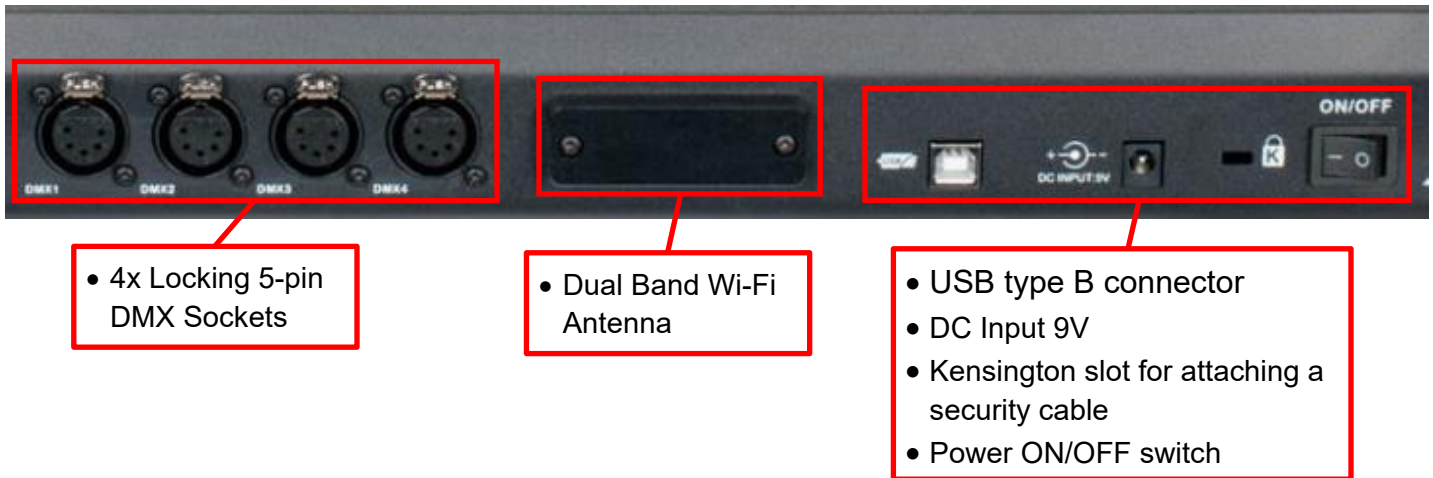 ON/OFF
DMX1 DMX2 DMX3 DMX4
USB
K
DC INPUT:9V
• 4x Locking 5-pin
DMX Sockets
• Dual Band Wi-Fi
Antenna
• USB type B connector
• DC Input 9V
• Kensington slot for attaching a
security cable
• Power ON/OFF switch